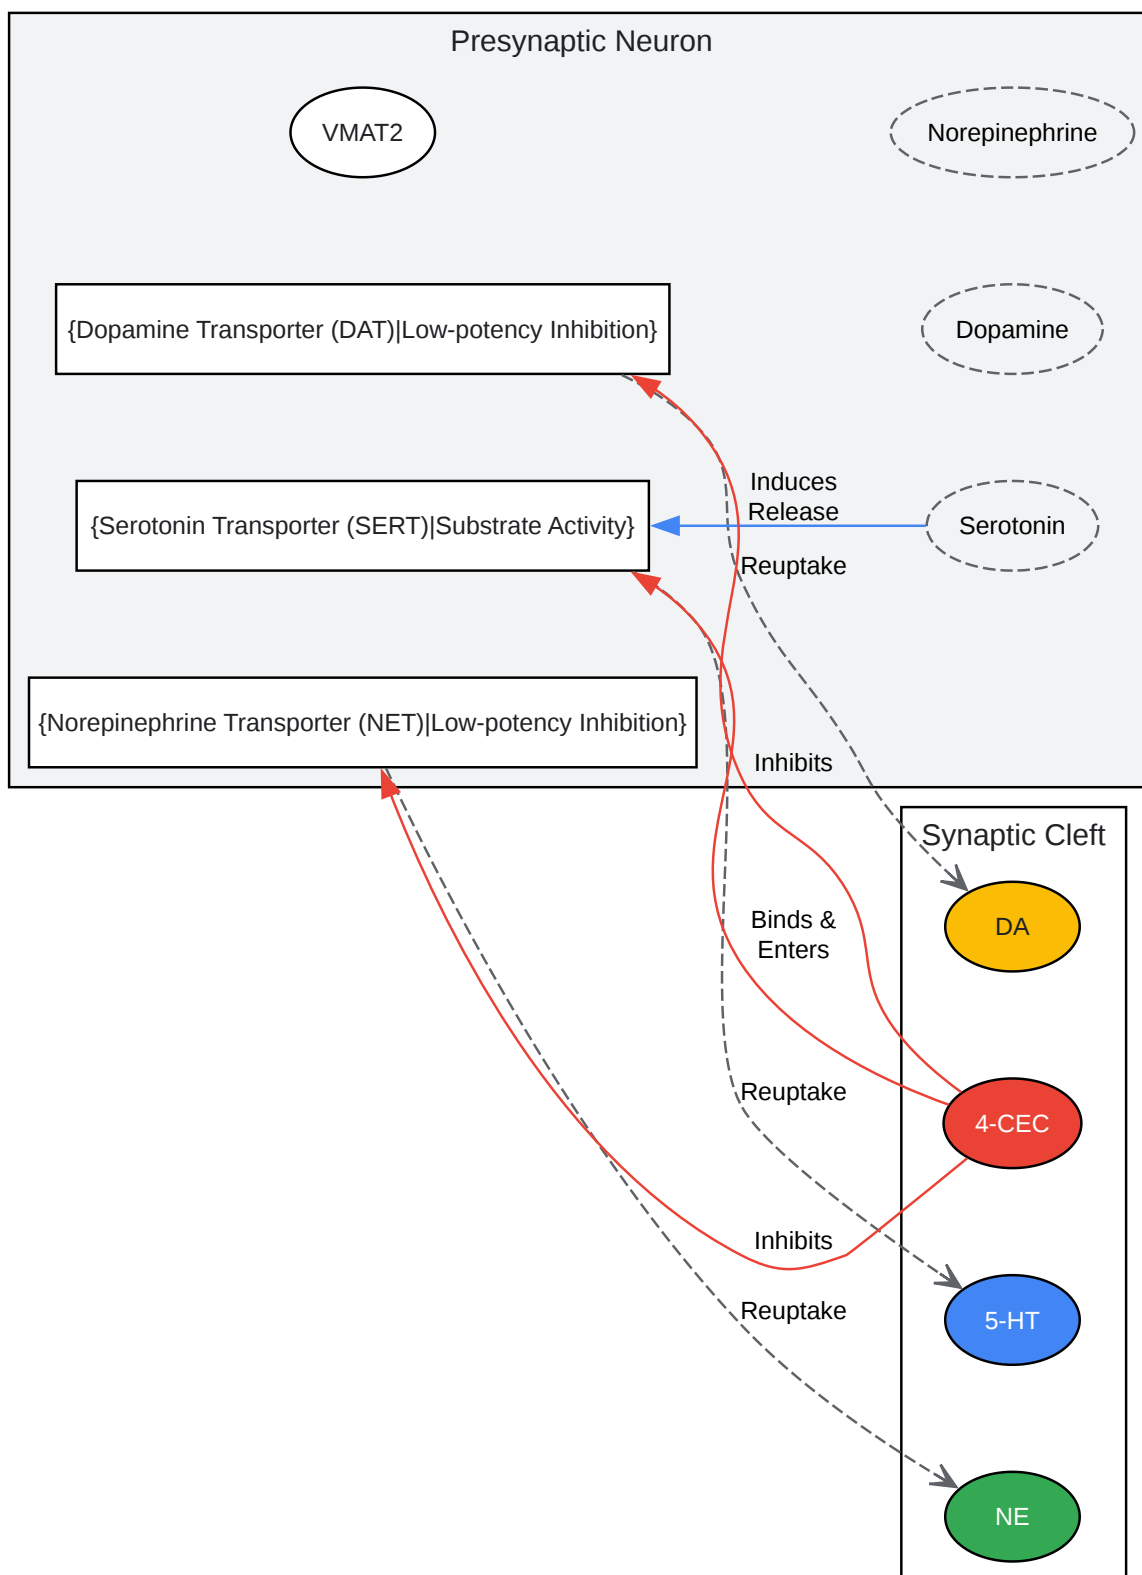 Presynaptic Neuron
VMAT2
Norepinephrine
{Dopamine Transporter (DAT)|Low-potency Inhibition}
Dopamine
Induces
Release
{Serotonin Transporter (SERT)|Substrate Activity}
Serotonin
Reuptake
{Norepinephrine Transporter (NET)|Low-potency Inhibition}
Inhibits
Synaptic Cleft
Binds &
Enters
DA
Reuptake
4-CEC
Inhibits
Reuptake
5-HT
NE